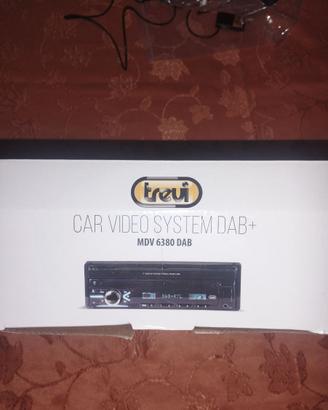 trevi
CAR VIDEO SYSTEM DAB+
MDV 6380 DAB